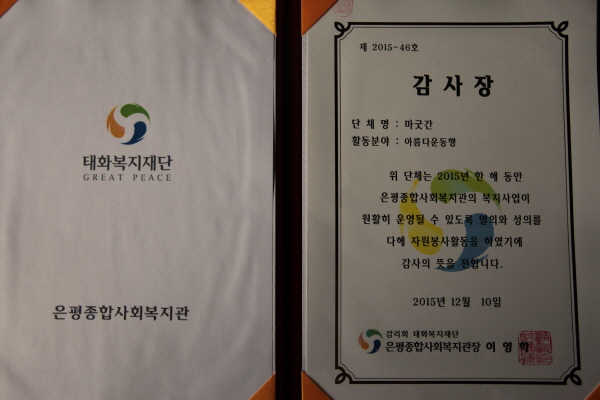 태화복지재단
GREAT PEACE
은평종합사회복지관
제 2015-46호
감사장
단 체 명 : 마굿간
활동분야 : 아름다운동행
위 단체는 2015년 한 해 동안
은평종합사회복지관의 복지사업이
원활히 운영될 수 있도록 열의와 성의를
다해 자원봉사활동을 하였기에
감사의 뜻을 전합니다.
2015년 12월 10일
감리회 태화복지재단
은평종합사회복지관장 이 영 학